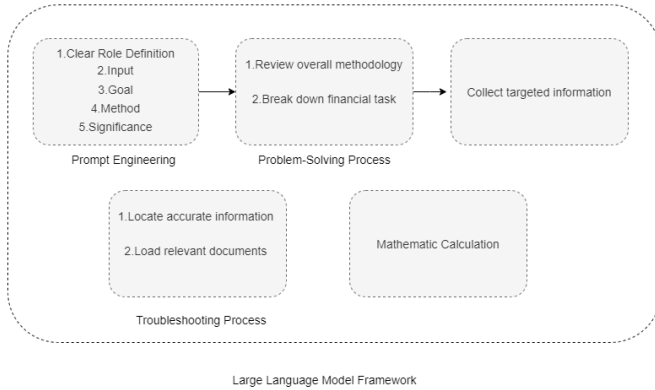 1.Clear Role Definition
2.Input
3.Goal
4.Method
5.Significance
Prompt Engineering
1.Review overall methodology
2.Break down financial task
Problem-Solving Process
Collect targeted information
1.Locate accurate information
2.Load relevant documents
Troubleshooting Process
Mathematic Calculation
Large Language Model Framework